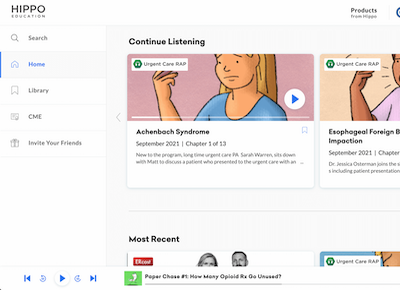 HIPPO
EDUCATION
Products
from Hippo
Search
Home
Library
CME
Invite Your Friends
Continue Listening
Urgent Care RAP
Achenbach Syndrome
September 2021 | Chapter 1 of 13
New to the program, long time urgent care PA, Sarah Warren, sits down
with Matt to discuss a patient who presented to the urgent care with an ...
Urgent Care RAP
Esophageal Foreign B
Impaction
September 2021 | Chapter
Dr. Jessica Osterman joins the s
s including patient presentation
Most Recent
ERcast
Urgent Care RAP
Paper Chase #1: How Many Opioid Rx Go Unused?